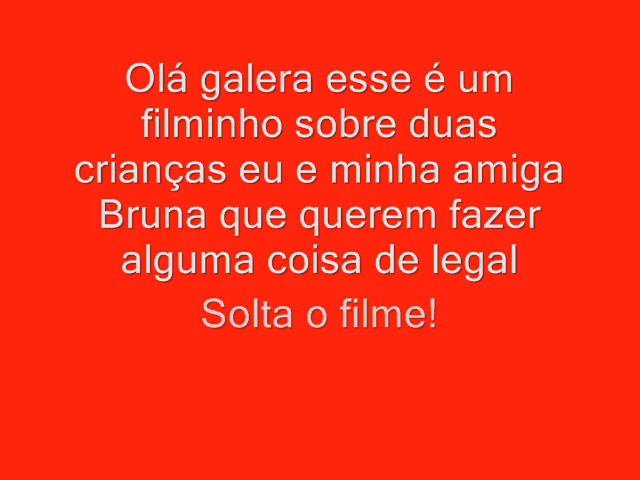 Olá galera esse é um
filminho sobre duas
crianças eu e minha amiga
Bruna que querem fazer
alguma coisa de legal
Solta o filme!